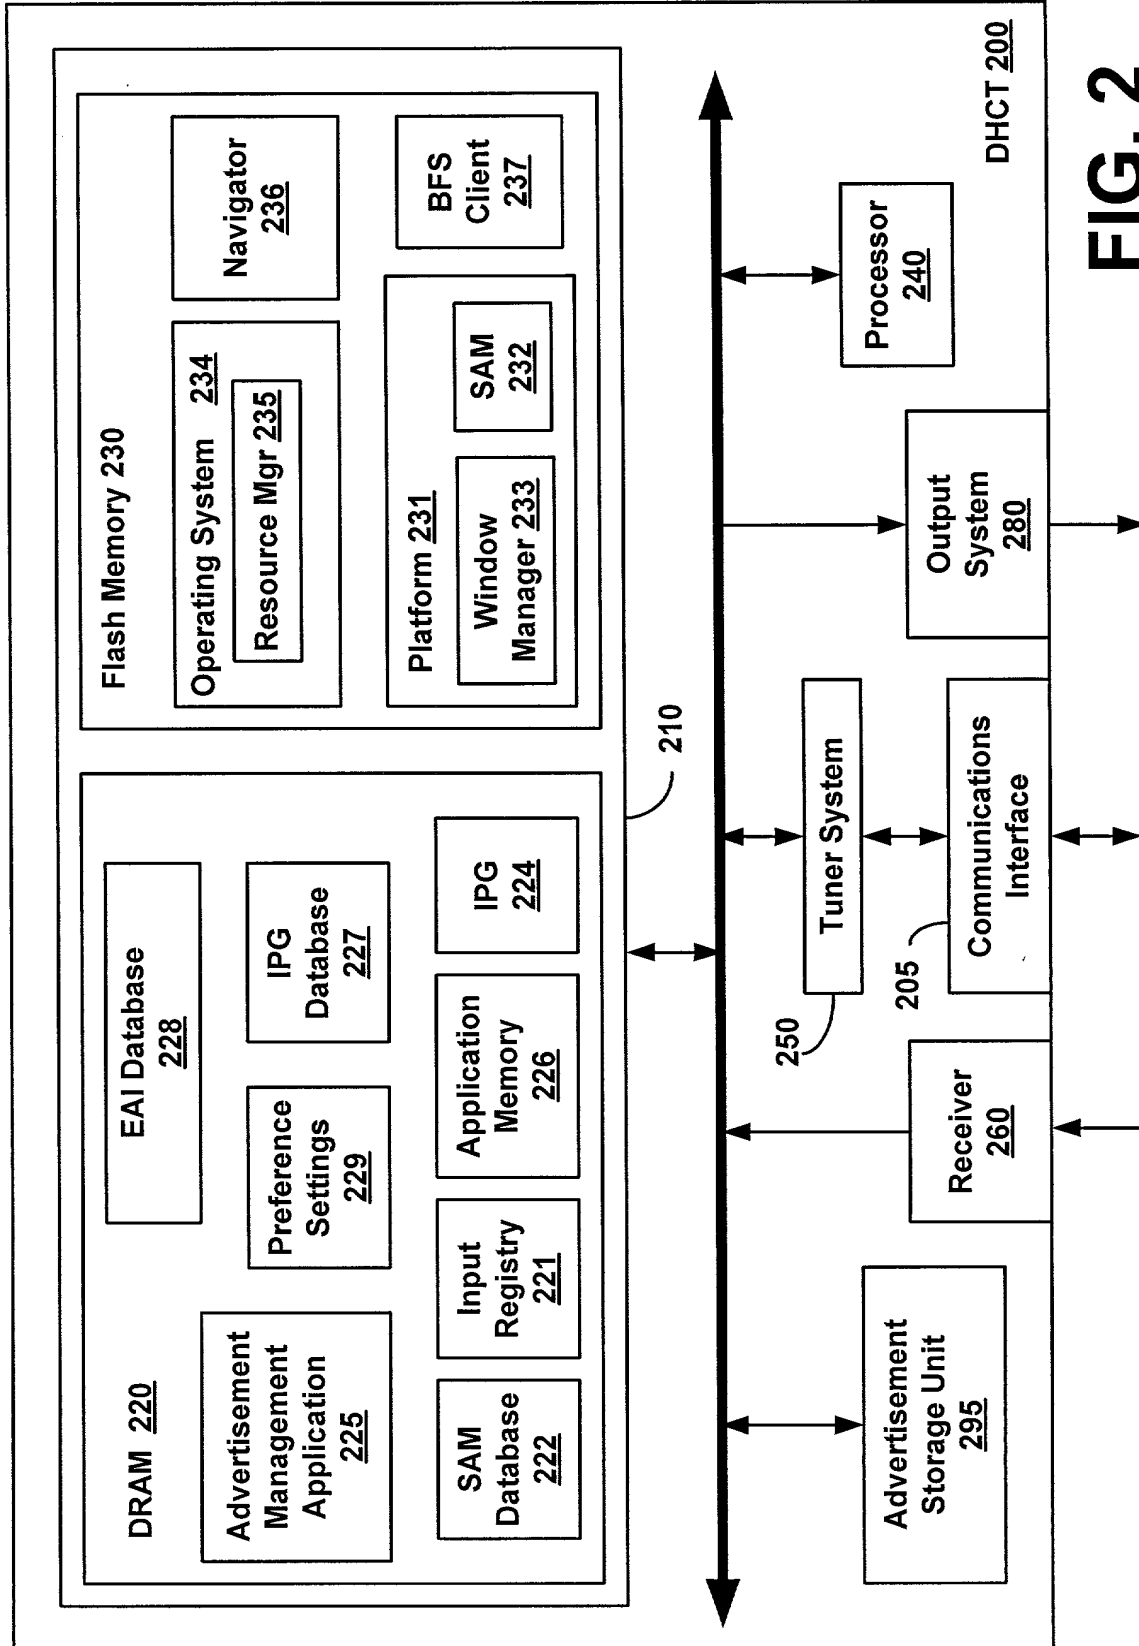 DRAM 220
EAI Database
228
Advertisement
Management
Application
225
Preference
Settings
229
IPG
Database
227
SAM
Database
222
Input
Registry
221
Application
Memory
226
IPG
224
Flash Memory 230
Operating System 234
Resource Mgr 235
Navigator
236
Platform 231
Window
Manager 233
SAM
232
BFS
Client
237
210
Advertisement
Storage Unit
295
Receiver
260
250
Tuner System
205
Communications
Interface
Output
System
280
Processor
240
DHCT 200
FIG. 2